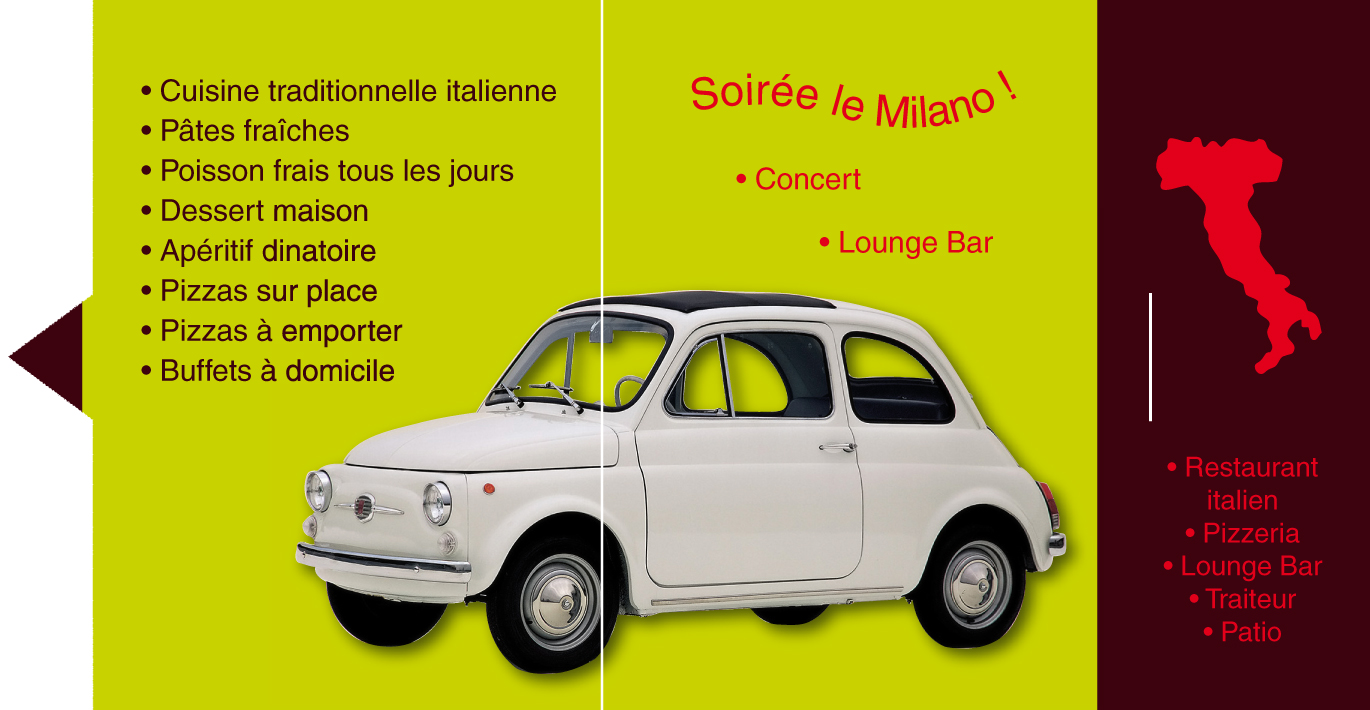 • Cuisine traditionnelle italienne
• Pâtes fraîches
• Poisson frais tous les jours
• Dessert maison
• Apéritif dinatoire
• Pizzas sur place
• Pizzas à emporter
• Buffets à domicile
Soirée le Milano !
• Concert
• Lounge Bar
• Restaurant
italien
• Pizzeria
• Lounge Bar
• Traiteur
• Patio